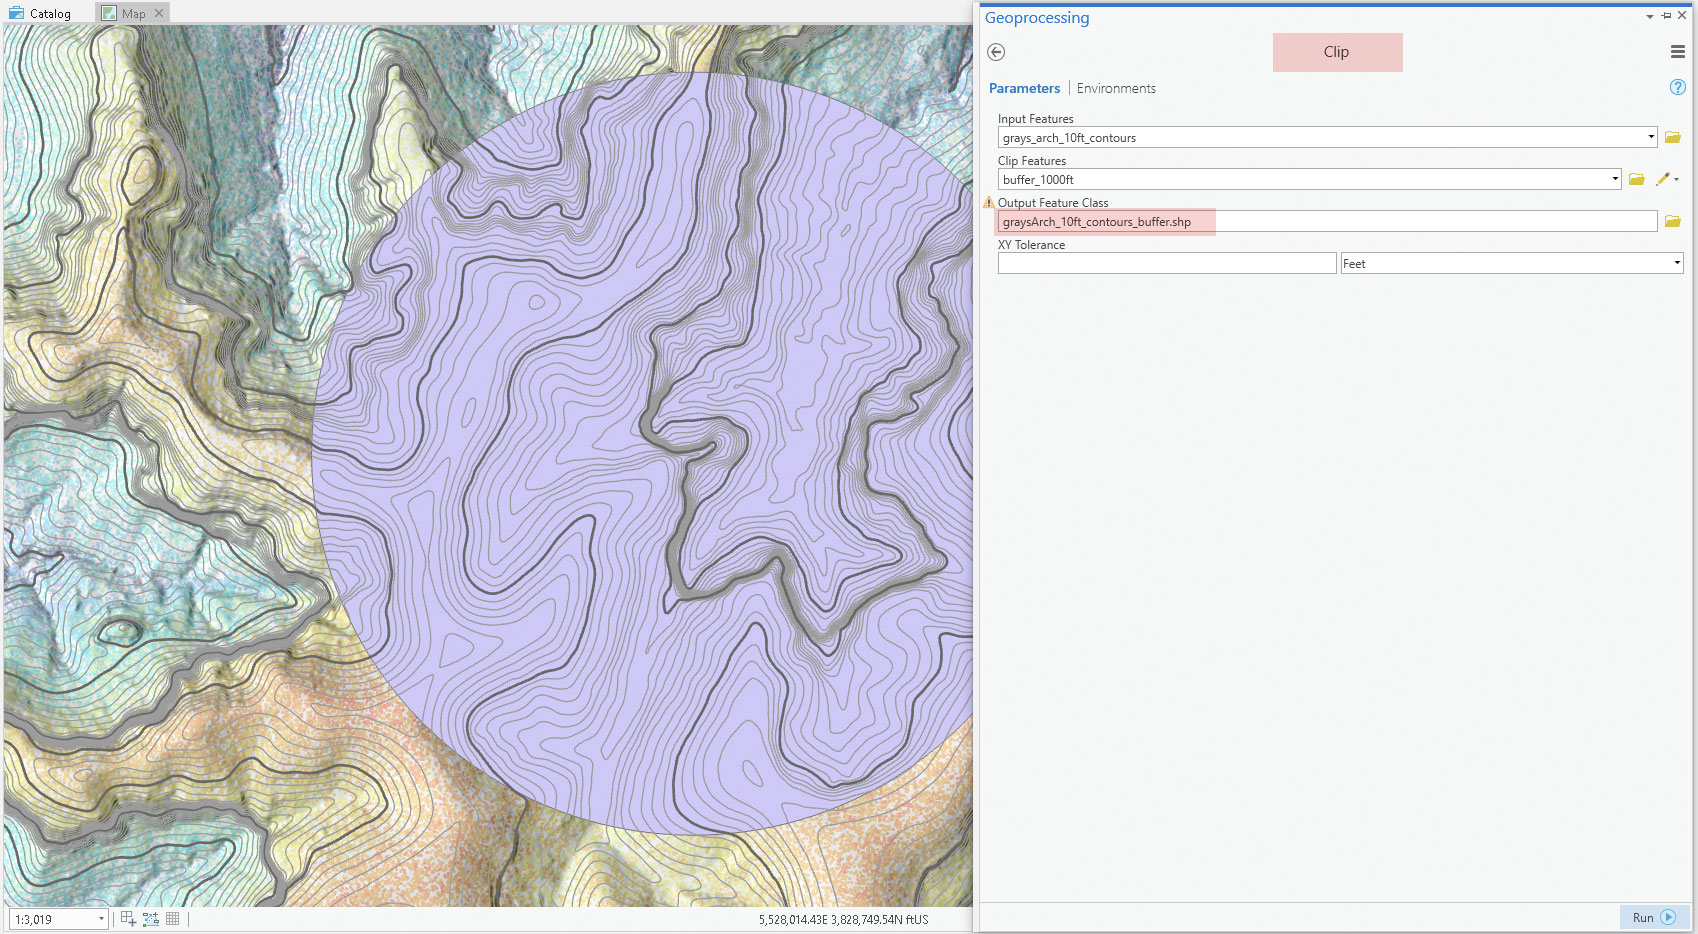 Catalog
Map
Geoprocessing
Clip
Parameters
Environments
Input Features
grays_arch_10ft_contours
Clip Features
buffer_1000ft
Output Feature Class
graysArch_10ft_contours_buffer.shp
XY Tolerance
Feet
1:3,019
5,528,014.43E 3,828,749.54N ftUS
Run